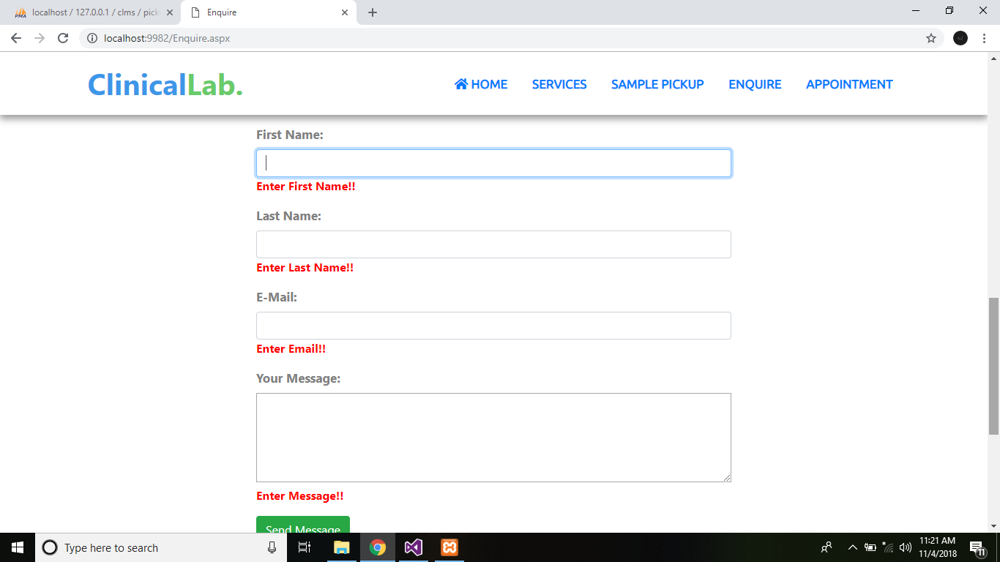 localhost / 127.0.0.1 / clms / pick
Enquire
localhost:9982/Enquire.aspx
ClinicalLab.
HOME SERVICES SAMPLE PICKUP ENQUIRE APPOINTMENT
First Name:
Enter First Name!!
Last Name:
Enter Last Name!!
E-Mail:
Enter Email!!
Your Message:
Enter Message!!
Send Message
Type here to search
11:21 AM
11/4/2018
11